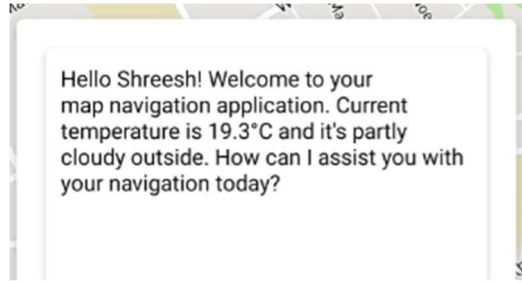 Hello Shreesh! Welcome to your
map navigation application. Current
temperature is 19.3°C and it's partly
cloudy outside. How can I assist you with
your navigation today?